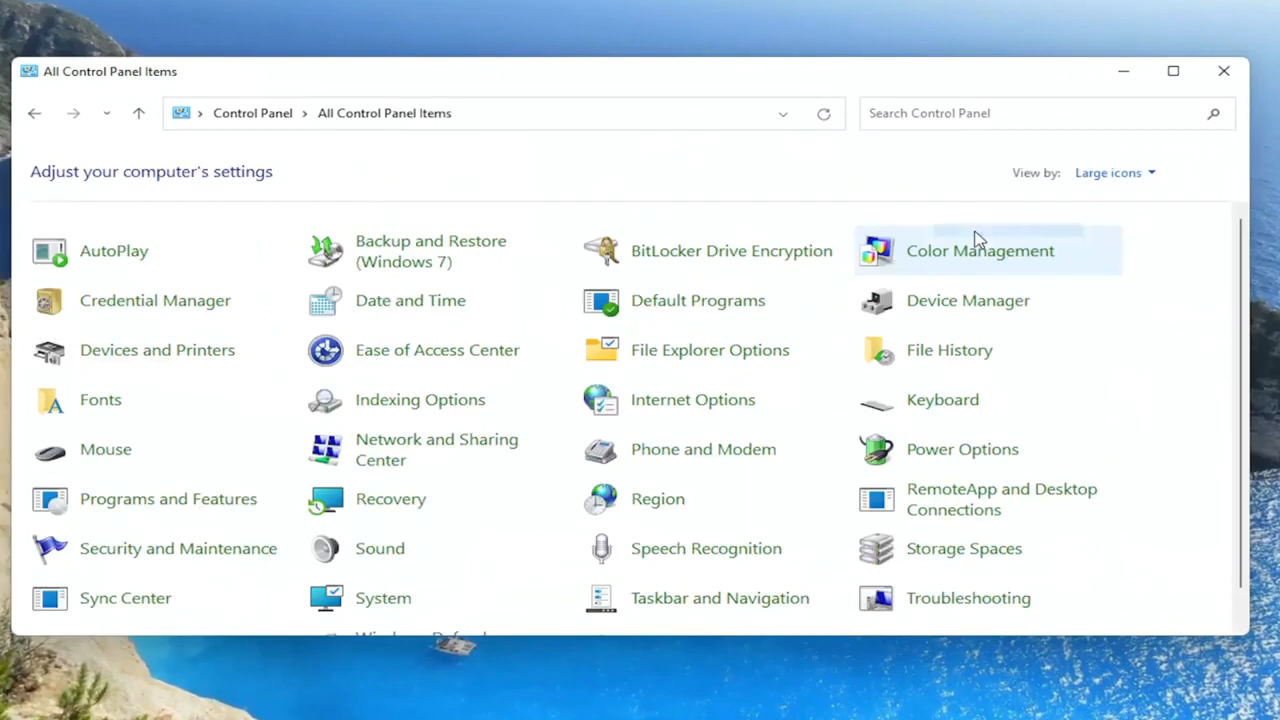 All Control Panel Items
Control Panel > All Control Panel Items
Search Control Panel
Adjust your computer's settings
View by: Large icons
AutoPlay
Backup and Restore
(Windows 7)
BitLocker Drive Encryption
Color Management
Credential Manager
Date and Time
Default Programs
Device Manager
Devices and Printers
Ease of Access Center
File Explorer Options
File History
Fonts
Indexing Options
Internet Options
Keyboard
Mouse
Network and Sharing
Center
Phone and Modem
Power Options
Programs and Features
Recovery
Region
RemoteApp and Desktop
Connections
Security and Maintenance
Sound
Speech Recognition
Storage Spaces
Sync Center
System
Taskbar and Navigation
Troubleshooting
Windows Defend